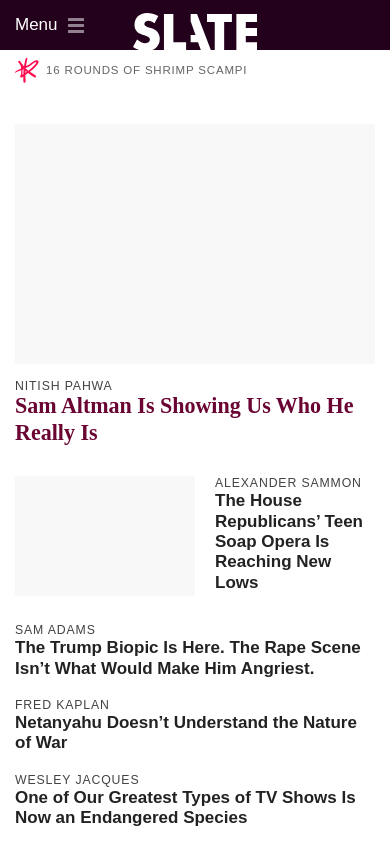 Menu
SLATE
16 ROUNDS OF SHRIMP SCAMPI
NITISH PAHWA
Sam Altman Is Showing Us Who He
Really Is
ALEXANDER SAMMON
The House
Republicans’ Teen
Soap Opera Is
Reaching New
Lows
SAM ADAMS
The Trump Biopic Is Here. The Rape Scene
Isn’t What Would Make Him Angriest.
FRED KAPLAN
Netanyahu Doesn’t Understand the Nature
of War
WESLEY JACQUES
One of Our Greatest Types of TV Shows Is
Now an Endangered Species